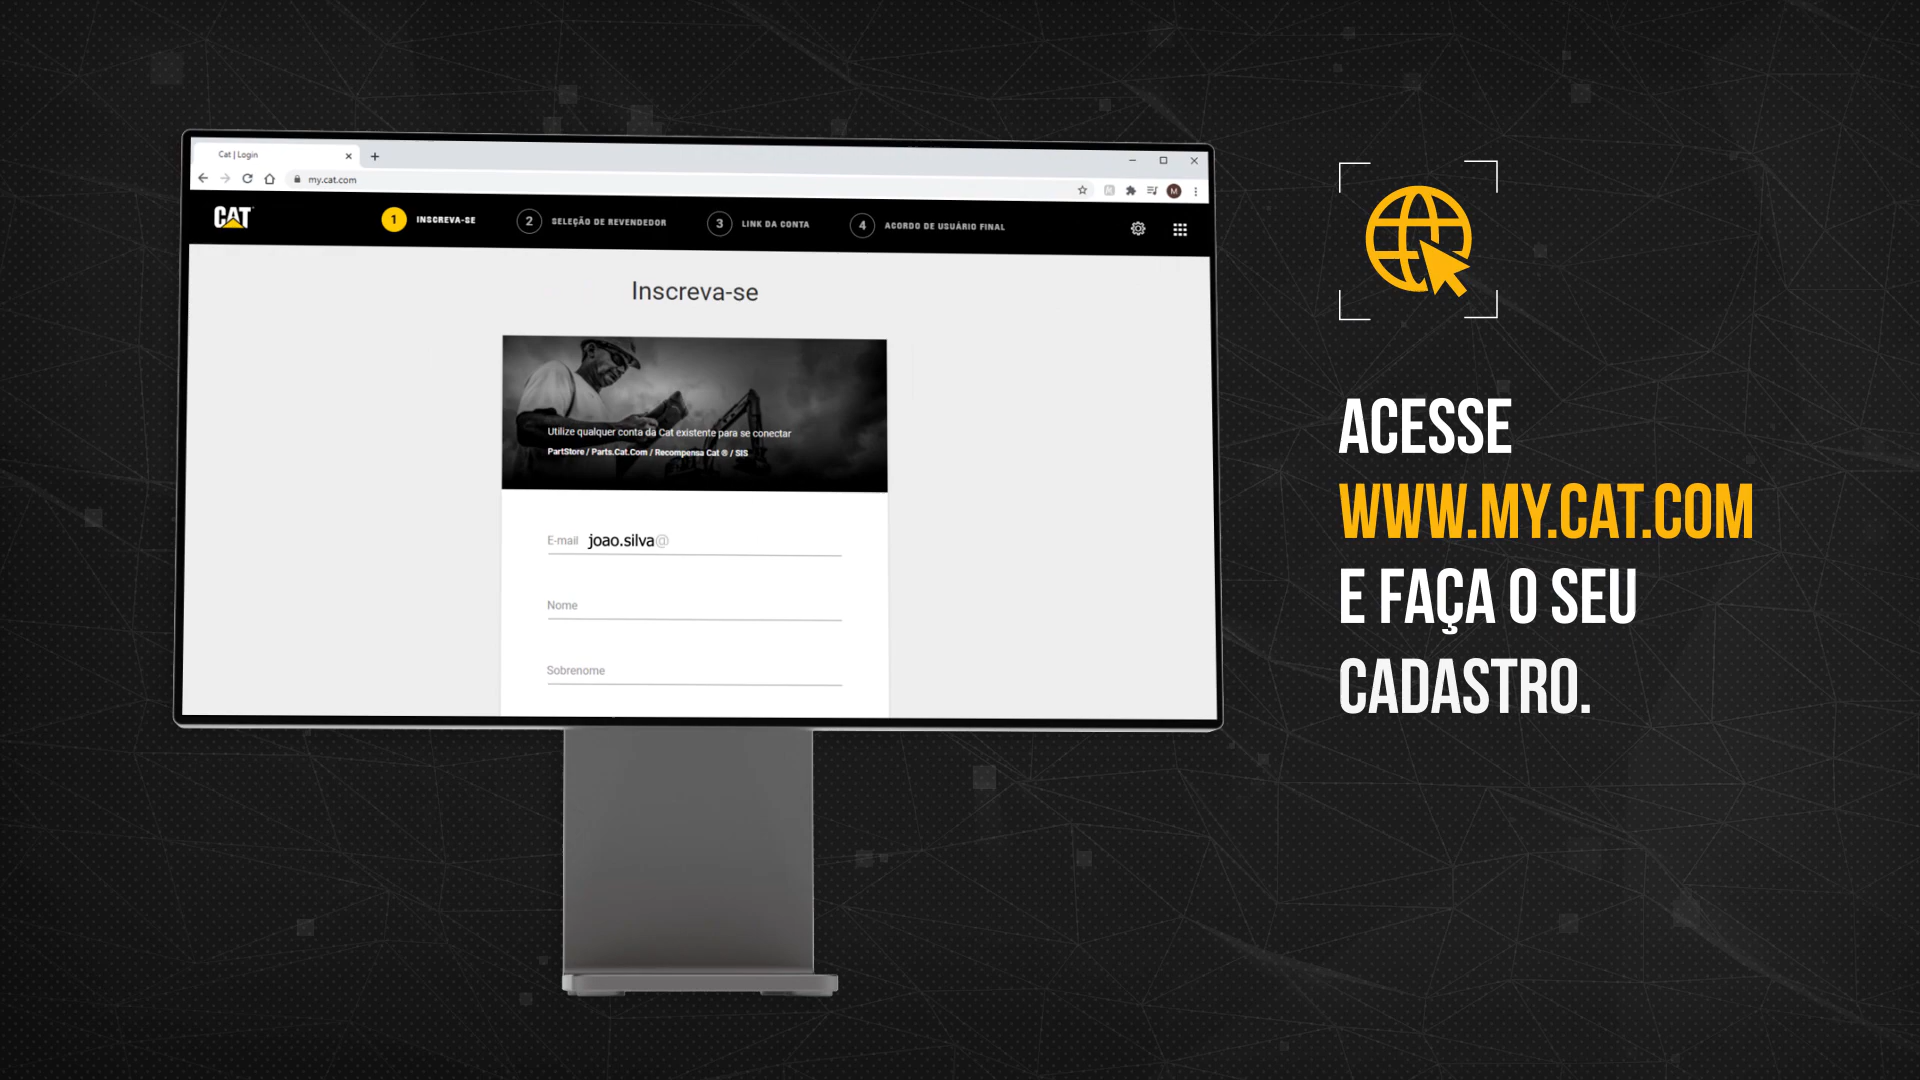 Cat | Login
my.cat.com
M
CAT
1 INSCREVA-SE
2 SELEÇÃO DE REVENDEDOR
3 LINK DA CONTA
4 ACORDO DE USUÁRIO FINAL
Inscreva-se
Utilize qualquer conta da Cat existente para se conectar
PartStore / Parts.Cat.Com / Recompensa Cat ® / SIS
E-mail joao.silva@
Nome
Sobrenome
ACESSE
WWW.MY.CAT.COM
E FAÇA O SEU
CADASTRO.